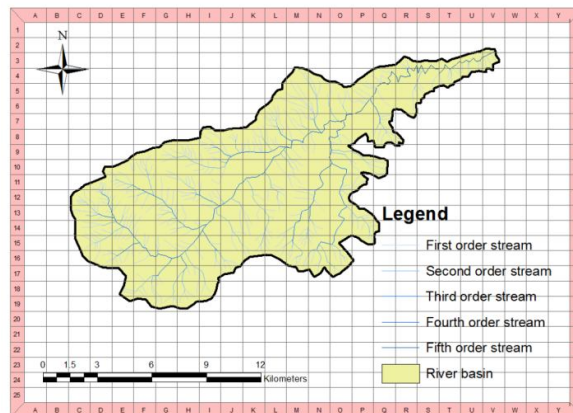 A B C D E F G H I J K L M N O P Q R S T U V W X Y
1
2
3
4
5
6
7
8
9
10
11
12
13
14
15
16
17
18
19
20
21
22
23
24
25
N
Legend
First order stream
Second order stream
Third order stream
Fourth order stream
Fifth order stream
River basin
0 1.5 3 6 9 12
Kilometers
A B C D E F G H I J K L M N O P Q R S T U V W X Y